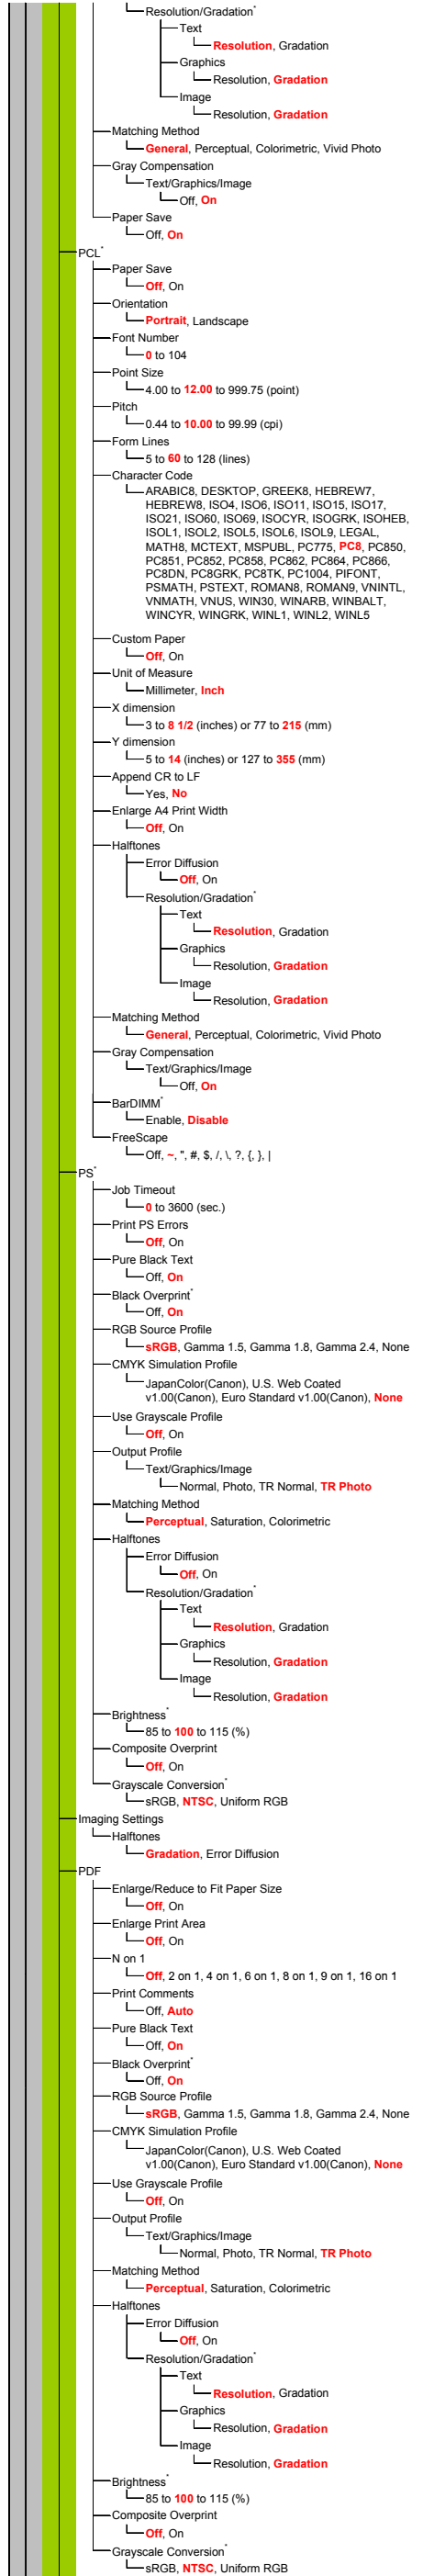 Resolution/Gradation*
Text
Resolution, Gradation
Graphics
Resolution, Gradation
Image
Resolution, Gradation
Matching Method
General, Perceptual, Colorimetric, Vivid Photo
Gray Compensation
Text/Graphics/Image
Off, On
Paper Save
Off, On
PCL*
Paper Save
Off, On
Orientation
Portrait, Landscape
Font Number
0 to 104
Point Size
4.00 to 12.00 to 999.75 (point)
Pitch
0.44 to 10.00 to 99.99 (cpi)
Form Lines
5 to 60 to 128 (lines)
Character Code
ARABIC8, DESKTOP, GREEK8, HEBREW7,
HEBREW8, ISO4, ISO6, ISO11, ISO15, ISO17,
ISO21, ISO60, ISO69, ISOCYR, ISOGRK, ISOHEB,
ISOL1, ISOL2, ISOL5, ISOL6, ISOL9, LEGAL,
MATH8, MCTEXT, MSPUBL, PC775, PC8, PC850,
PC851, PC852, PC858, PC862, PC864, PC866,
PC8DN, PC8GRK, PC8TK, PC1004, PIFONT,
PSMATH, PSTEXT, ROMAN8, ROMAN9, VNINTL,
VNMATH, VNUS, WIN30, WINARB, WINBALT,
WINCYR, WINGRK, WINL1, WINL2, WINL5
Custom Paper
Off, On
Unit of Measure
Millimeter, Inch
X dimension
3 to 8 1/2 (inches) or 77 to 215 (mm)
Y dimension
5 to 14 (inches) or 127 to 355 (mm)
Append CR to LF
Yes, No
Enlarge A4 Print Width
Off, On
Halftones
Error Diffusion
Off, On
Resolution/Gradation*
Text
Resolution, Gradation
Graphics
Resolution, Gradation
Image
Resolution, Gradation
Matching Method
General, Perceptual, Colorimetric, Vivid Photo
Gray Compensation
Text/Graphics/Image
Off, On
BarDIMM*
Enable, Disable
FreeScape
Off, ~, ", #, $, /, \, ?, {, }, |
PS*
Job Timeout
0 to 3600 (sec.)
Print PS Errors
Off, On
Pure Black Text
Off, On
Black Overprint*
Off, On
RGB Source Profile
sRGB, Gamma 1.5, Gamma 1.8, Gamma 2.4, None
CMYK Simulation Profile
JapanColor(Canon), U.S. Web Coated
v1.00(Canon), Euro Standard v1.00(Canon), None
Use Grayscale Profile
Off, On
Output Profile
Text/Graphics/Image
Normal, Photo, TR Normal, TR Photo
Matching Method
Perceptual, Saturation, Colorimetric
Halftones
Error Diffusion
Off, On
Resolution/Gradation*
Text
Resolution, Gradation
Graphics
Resolution, Gradation
Image
Resolution, Gradation
Brightness*
85 to 100 to 115 (%)
Composite Overprint
Off, On
Grayscale Conversion*
sRGB, NTSC, Uniform RGB
Imaging Settings
Halftones
Gradation, Error Diffusion
PDF
Enlarge/Reduce to Fit Paper Size
Off, On
Enlarge Print Area
Off, On
N on 1
Off, 2 on 1, 4 on 1, 6 on 1, 8 on 1, 9 on 1, 16 on 1
Print Comments
Off, Auto
Pure Black Text
Off, On
Black Overprint*
Off, On
RGB Source Profile
sRGB, Gamma 1.5, Gamma 1.8, Gamma 2.4, None
CMYK Simulation Profile
JapanColor(Canon), U.S. Web Coated
v1.00(Canon), Euro Standard v1.00(Canon), None
Use Grayscale Profile
Off, On
Output Profile
Text/Graphics/Image
Normal, Photo, TR Normal, TR Photo
Matching Method
Perceptual, Saturation, Colorimetric
Halftones
Error Diffusion
Off, On
Resolution/Gradation*
Text
Resolution, Gradation
Graphics
Resolution, Gradation
Image
Resolution, Gradation
Brightness*
85 to 100 to 115 (%)
Composite Overprint
Off, On
Grayscale Conversion*
sRGB, NTSC, Uniform RGB